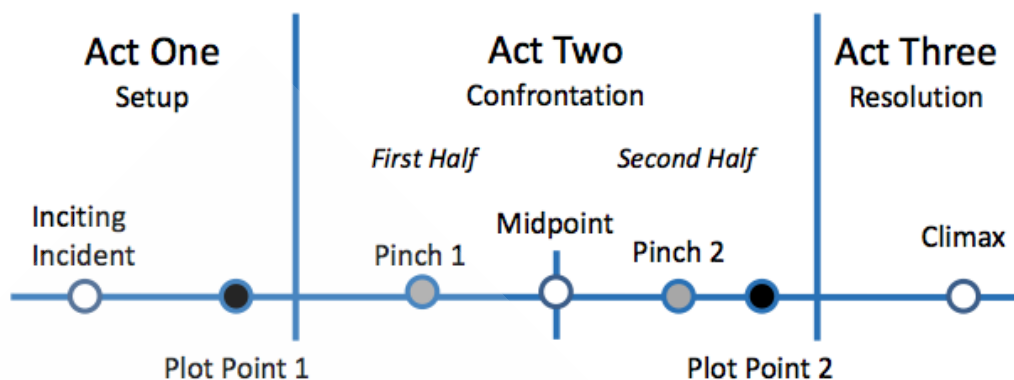 Act One
Setup
Act Two
Confrontation
Act Three
Resolution
First Half
Second Half
Inciting
Incident
Pinch 1
Midpoint
Pinch 2
Climax
Plot Point 1
Plot Point 2